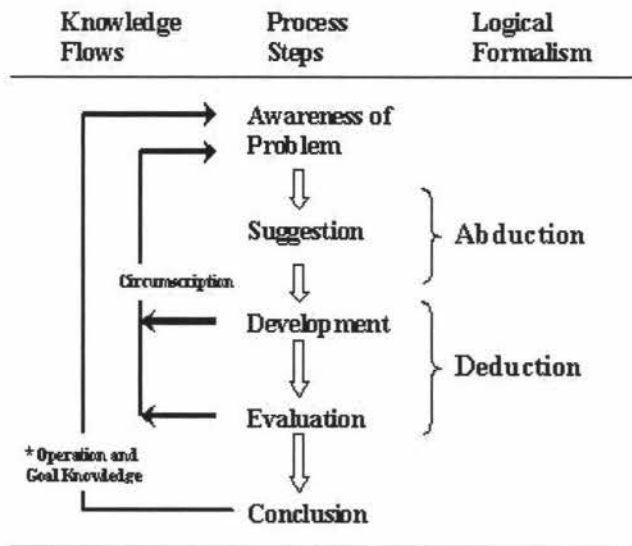 Knowledge Flows
Process Steps
Logical Formalism
Awareness of
Problem
Suggestion
Abduction
Circumscription
Development
Deduction
Evaluation
* Operation and
Goal Knowledge
Conclusion